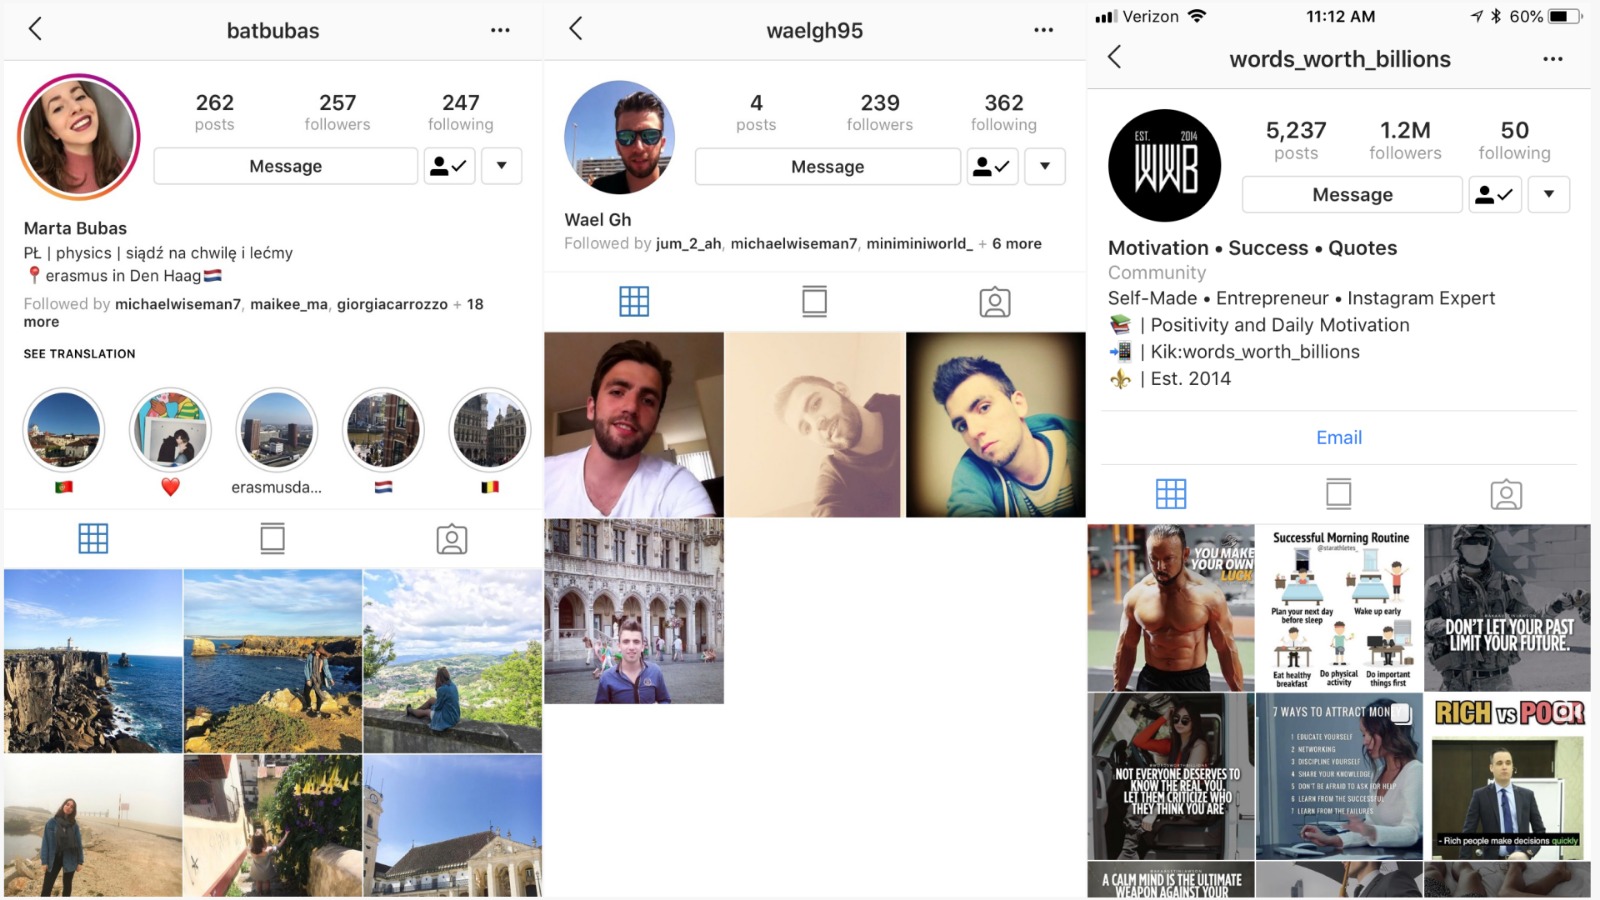 batbubas
262
257
247
posts
followers
following
Message
Marta Bubas
PŁ | physics | siądź na chwilę i lećmy
📍 erasmus in Den Haag🇳🇱
Followed by michaelwiseman7, maikee_ma, giorgiacarrozzo + 18
more
SEE TRANSLATION
🇵🇹
❤️
erasmusda...
🇳🇱
🇧🇪
waelgh95
4
239
362
posts
followers
following
Message
Wael Gh
Followed by jum_2_ah, michaelwiseman7, miniminiworld_ + 6 more
Verizon
11:12 AM
60%
words_worth_billions
EST. 2014
WWB
5,237
1.2M
50
posts
followers
following
Message
Motivation • Success • Quotes
Community
Self-Made • Entrepreneur • Instagram Expert
📚 | Positivity and Daily Motivation
📲 | Kik:words_worth_billions
⚜️ | Est. 2014
Email
YOU MAKE
YOUR OWN
LUCK
Successful Morning Routine
@starathletes_
Plan your next day
before sleep
Wake up early
Eat healthy
breakfast
Do physical
activity
Do important
things first
DON'T LET YOUR PAST
LIMIT YOUR FUTURE.
NOT EVERYONE DESERVES TO
KNOW THE REAL YOU.
LET THEM CRITICIZE WHO
THEY THINK YOU ARE
7 WAYS TO ATTRACT MONEY
1 EDUCATE YOURSELF
2 NETWORKING
3 DISCIPLINE YOURSELF
4 SHARE YOUR KNOWLEDGE
5 DON'T BE AFRAID TO ASK FOR HELP
6 LEARN FROM THE SUCCESSFUL
7 LEARN FROM THE FAILURES
RICH VS POOR
- Rich people make decisions quickly
A CALM MIND IS THE ULTIMATE
WEAPON AGAINST YOUR